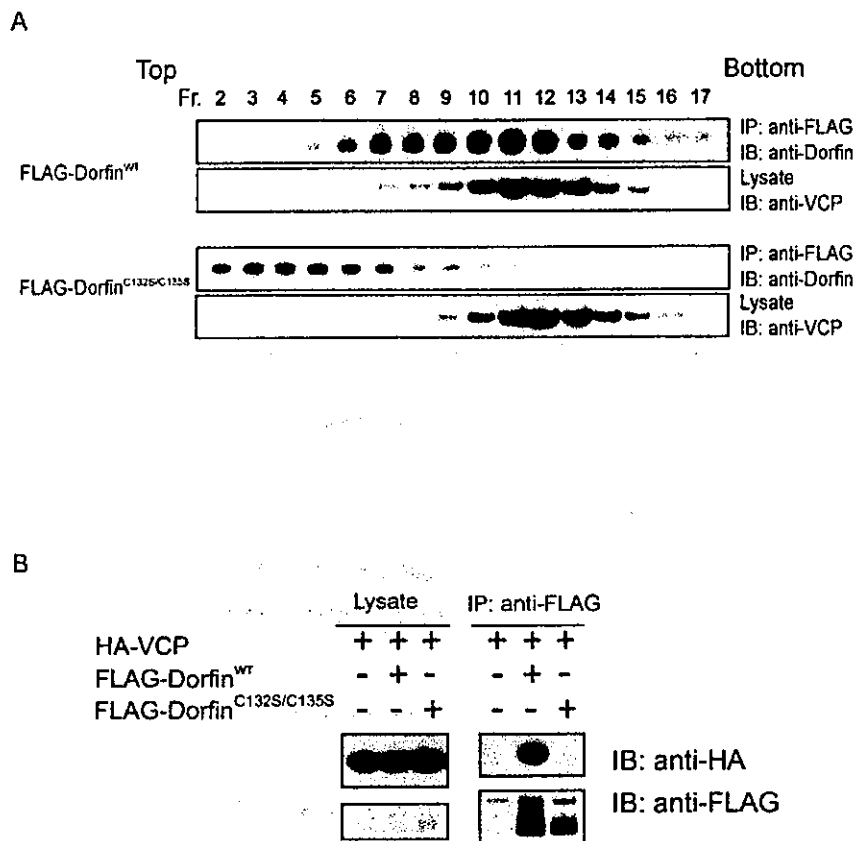 A
Top Bottom
Fr. 2 3 4 5 6 7 8 9 10 11 12 13 14 15 16 17
FLAG-Dorfin^WT
IP: anti-FLAG
IB: anti-Dorfin
Lysate
IB: anti-VCP
FLAG-Dorfin^C132S/C135S
IP: anti-FLAG
IB: anti-Dorfin
Lysate
IB: anti-VCP
B
Lysate IP: anti-FLAG
HA-VCP + + + + + +
FLAG-Dorfin^WT - + - - + -
FLAG-Dorfin^C132S/C135S - - + - - +
IB: anti-HA
IB: anti-FLAG